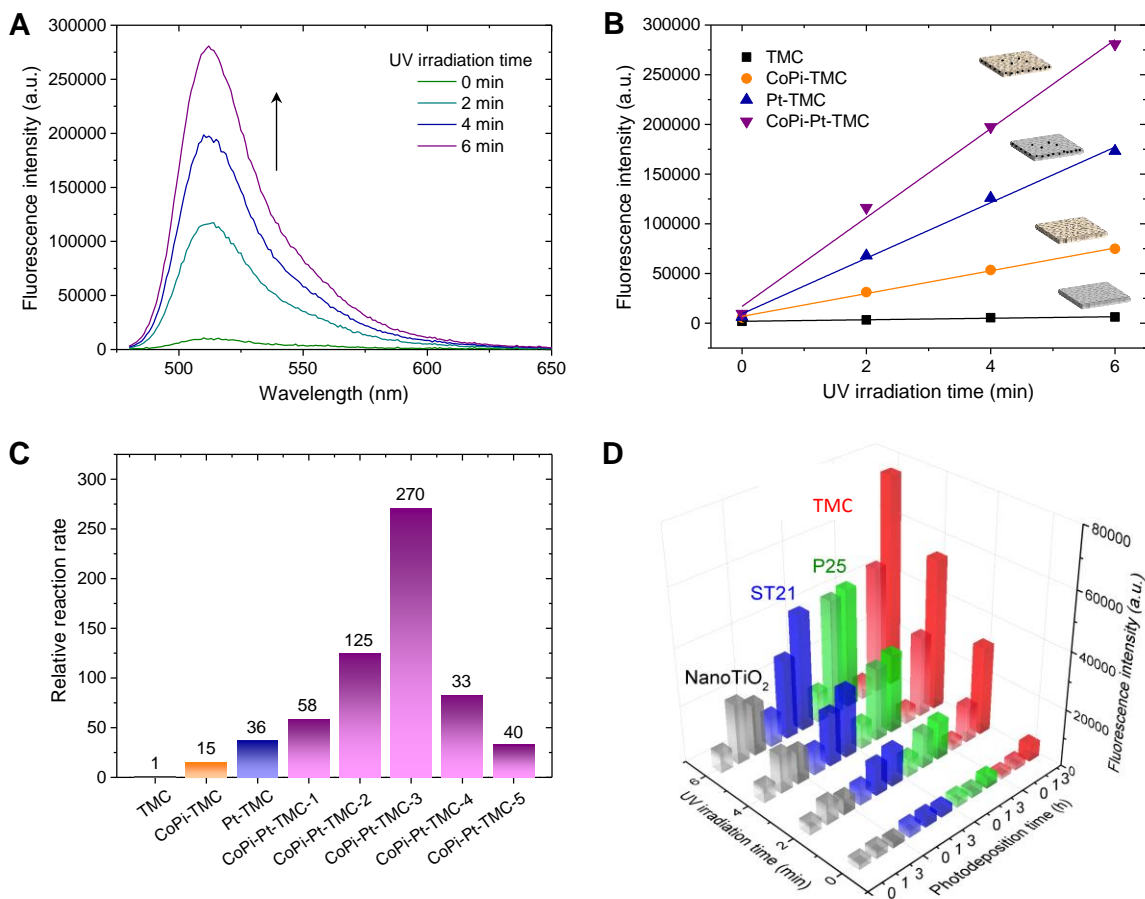 A
300000
250000
200000
150000
100000
50000
0
Fluorescence intensity (a.u.)
UV irradiation time
0 min
2 min
4 min
6 min
500
550
600
650
Wavelength (nm)
B
300000
250000
200000
150000
100000
50000
0
Fluorescence intensity (a.u.)
TMC
CoPi-TMC
Pt-TMC
CoPi-Pt-TMC
0
2
4
6
UV irradiation time (min)
C
300
250
200
150
100
50
0
Relative reaction rate
1
15
36
58
125
270
33
40
TMC
CoPi-TMC
Pt-TMC
CoPi-Pt-TMC-1
CoPi-Pt-TMC-2
CoPi-Pt-TMC-3
CoPi-Pt-TMC-4
CoPi-Pt-TMC-5
D
TMC
P25
ST21
NanoTiO₂
80000
60000
40000
20000
0
Fluorescence intensity (a.u.)
6
4
2
0
UV irradiation time (min)
0 1 3
0 1 3
0 1 3
0 1 3
Photodeposition time (h)